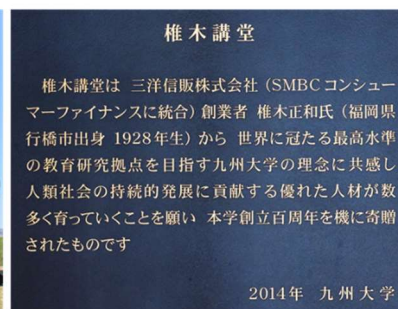 椎木講堂
椎木講堂は 三洋信販株式会社（SMBCコンシュー
マーファイナンスに統合）創業者 椎木正和氏（福岡県
行橋市出身 1928年生）から 世界に冠たる最高水準
の教育研究拠点を目指す九州大学の理念に共感し
人類社会の持続的発展に貢献する優れた人材が数
多く育っていくことを願い 本学創立百周年を機に寄贈
されたものです
2014年 九州大学